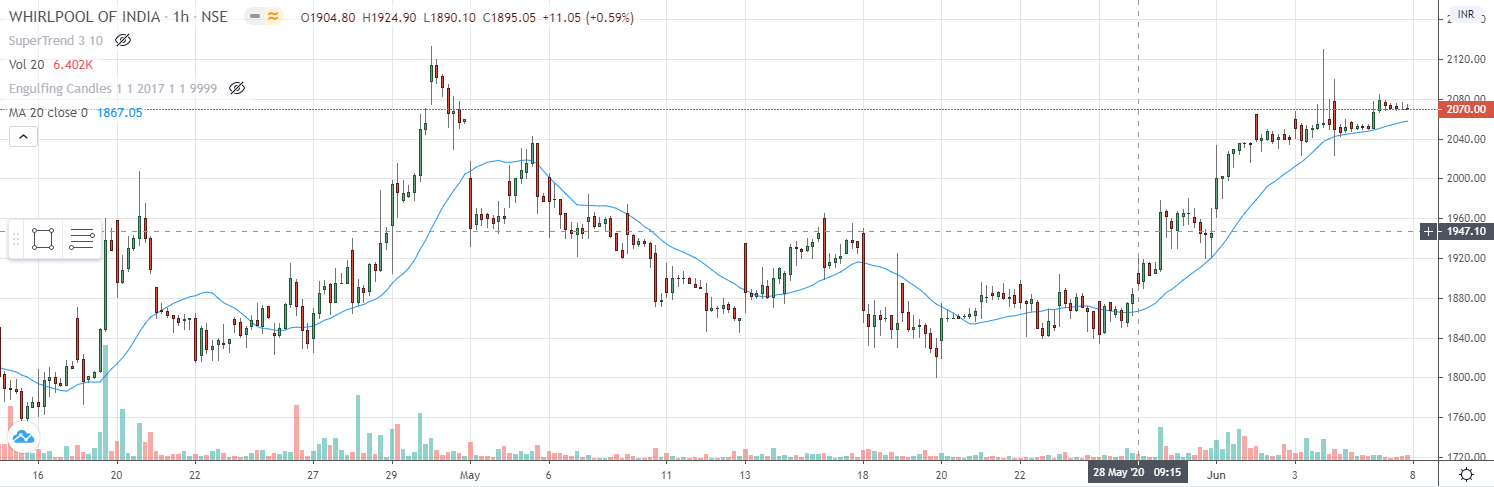 WHIRLPOOL OF INDIA · 1h · NSE O1904.80 H1924.90 L1890.10 C1895.05 +11.05 (+0.59%)
SuperTrend 3 10
Vol 20 6.402K
Engulfing Candles 1 1 2017 1 1 9999
MA 20 close 0 1867.05
INR
2120.00
2080.00
2070.00
2040.00
2000.00
1960.00
1947.10
1920.00
1880.00
1840.00
1800.00
1760.00
1720.00
16 20 22 27 29 May 6 11 13 18 20 22 28 May '20 09:15 Jun 3 8